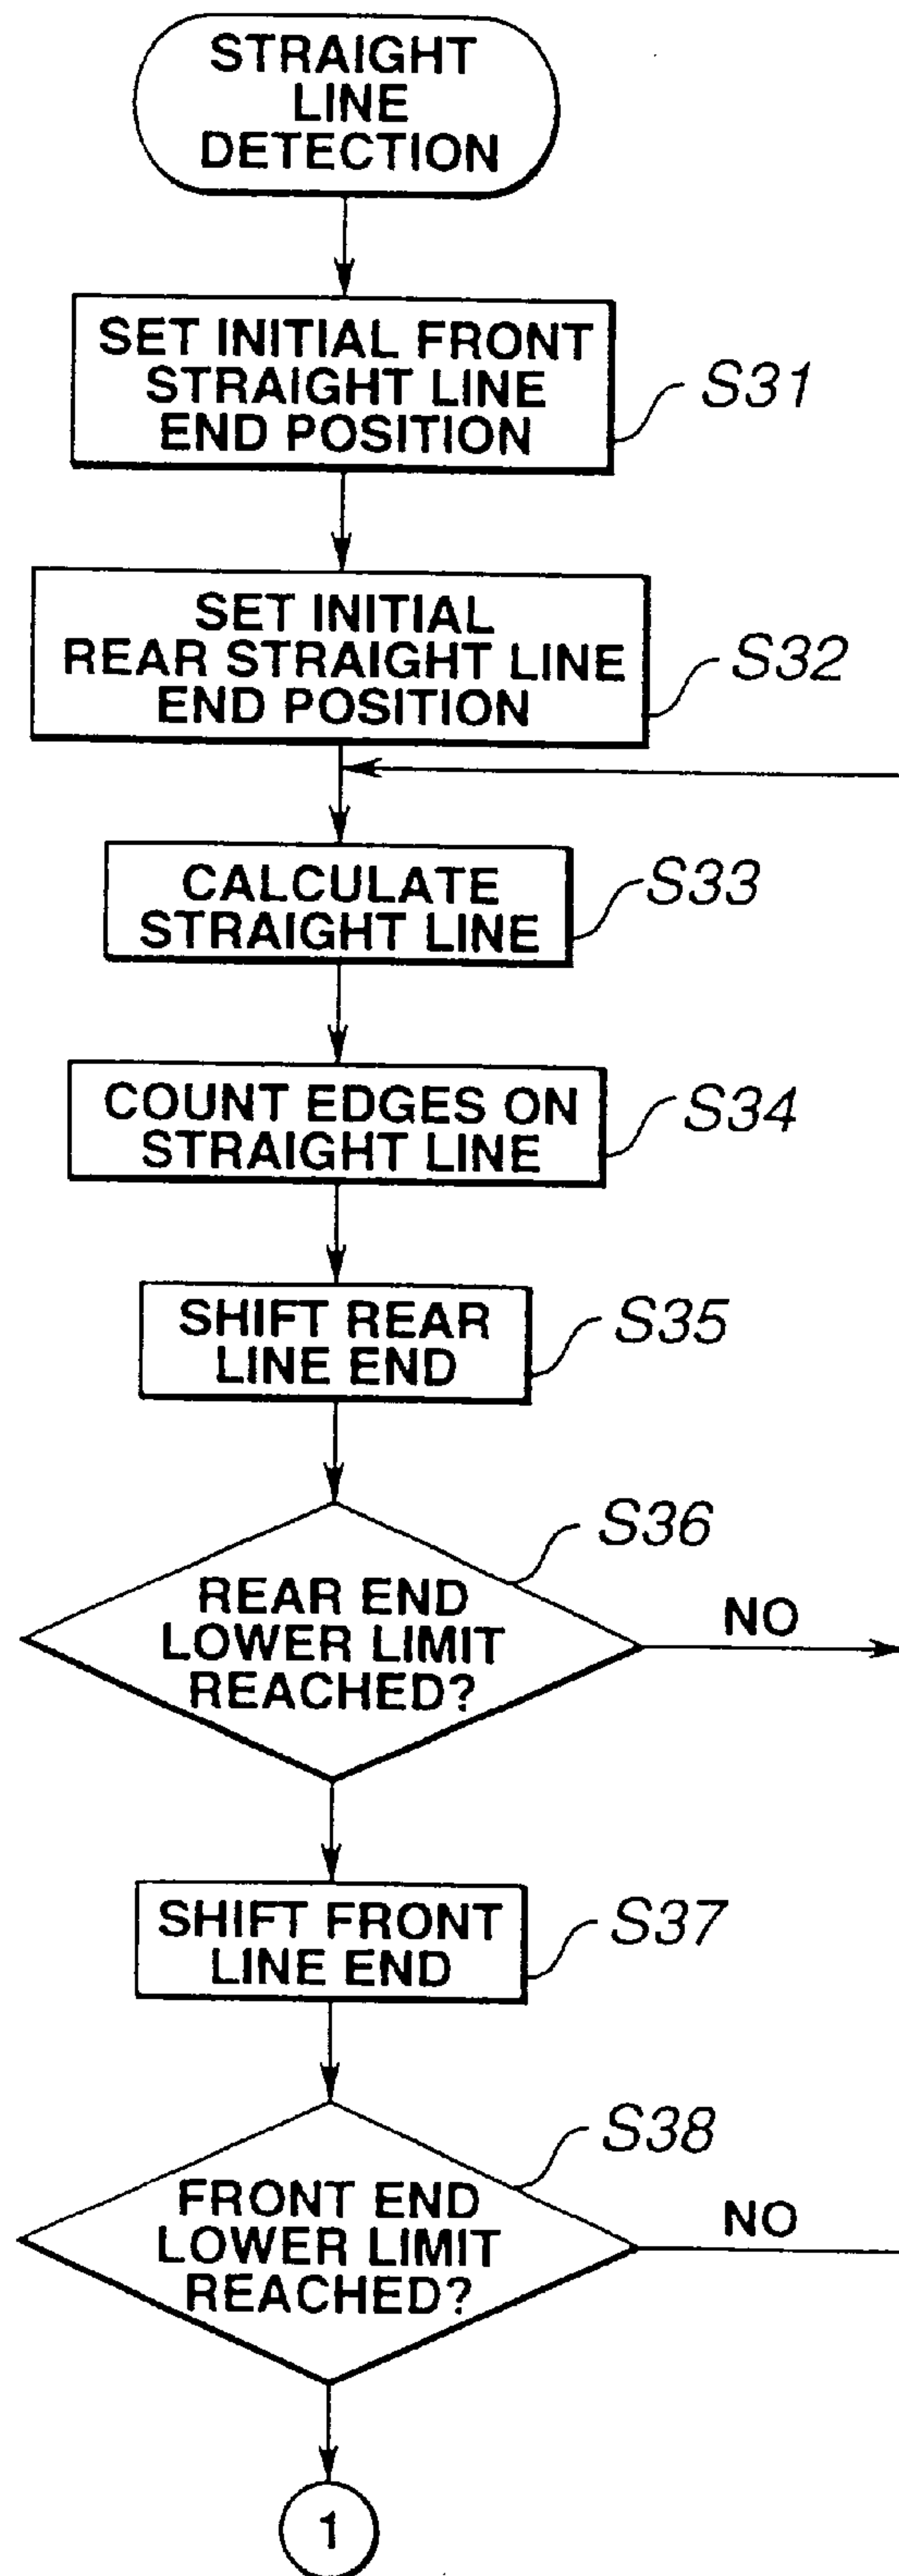 STRAIGHT
LINE
DETECTION
SET INITIAL FRONT
STRAIGHT LINE
END POSITION
S31
SET INITIAL
REAR STRAIGHT LINE
END POSITION
S32
CALCULATE
STRAIGHT LINE
S33
COUNT EDGES ON
STRAIGHT LINE
S34
SHIFT REAR
LINE END
S35
REAR END
LOWER LIMIT
REACHED?
S36
NO
SHIFT FRONT
LINE END
S37
FRONT END
LOWER LIMIT
REACHED?
S38
NO
1